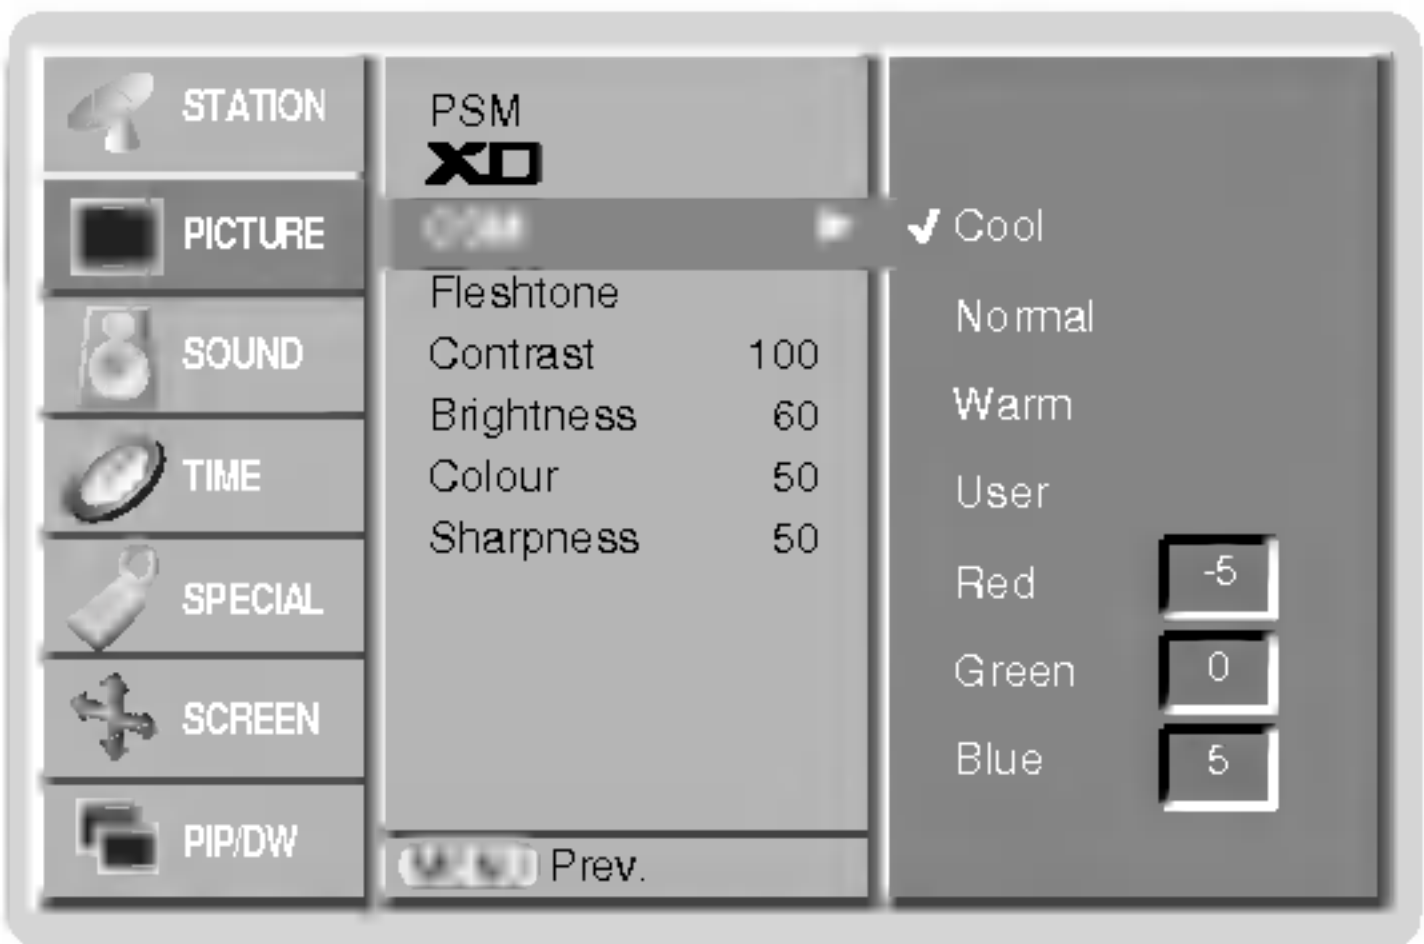 STATION
PICTURE
SOUND
TIME
SPECIAL
SCREEN
PIP/DW
PSM
XD
Fleshtone
Contrast 100
Brightness 60
Colour 50
Sharpness 50
Prev.
Cool
Normal
Warm
User
Red -5
Green 0
Blue 5